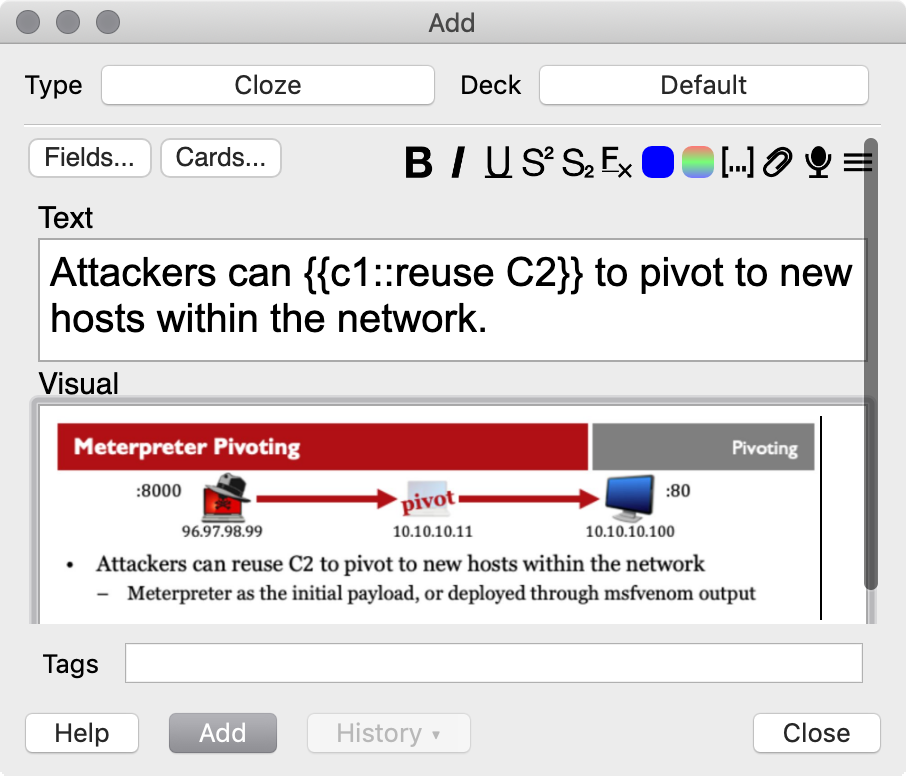 Add
Type Cloze Deck Default
Fields... Cards... B I U S² S₂ Fx [...]
Text
Attackers can {{c1::reuse C2}} to pivot to new
hosts within the network.
Visual
Meterpreter Pivoting Pivoting
:8000 pivot :80
96.97.98.99 10.10.10.11 10.10.10.100
• Attackers can reuse C2 to pivot to new hosts within the network
– Meterpreter as the initial payload, or deployed through msfvenom output
Tags
Help Add History ▾ Close